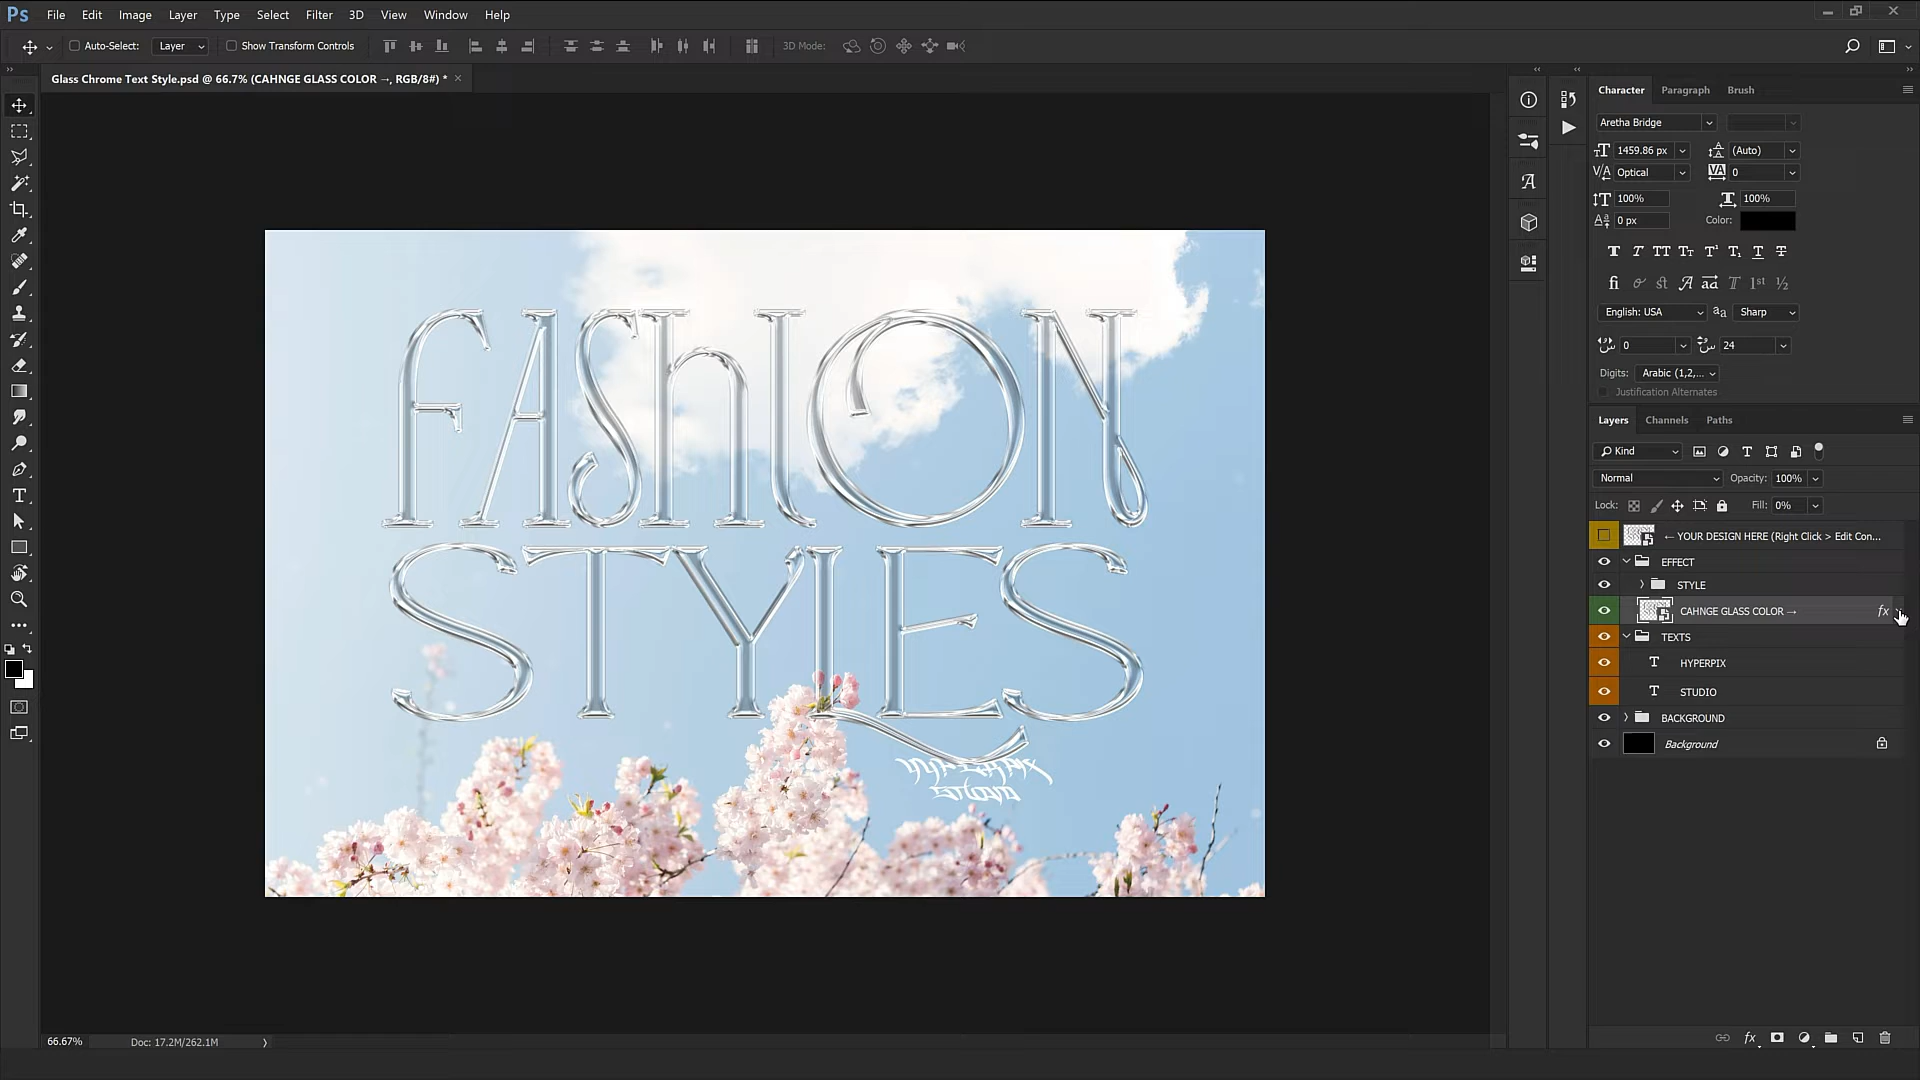 Ps File Edit Image Layer Type Select Filter 3D View Window Help
Auto-Select: Layer Show Transform Controls 3D Mode:
Glass Chrome Text Style.psd @ 66.7% (CAHNGE GLASS COLOR →, RGB/8#) * ×
Character Paragraph Brush
Aretha Bridge
1459.86 px (Auto)
Optical 0
100% 100%
0 px Color:
English: USA aa Sharp
0 24
Digits: Arabic (1,2,...
Justification Alternates
Layers Channels Paths
Kind
Normal Opacity: 100%
Lock: Fill: 0%
← YOUR DESIGN HERE (Right Click > Edit Con...
EFFECT
STYLE
CAHNGE GLASS COLOR → fx
TEXTS
T HYPERPIX
T STUDIO
BACKGROUND
Background
FAShION
STYLES
HYPERPIX
STUDIO
66.67% Doc: 17.2M/262.1M
fx